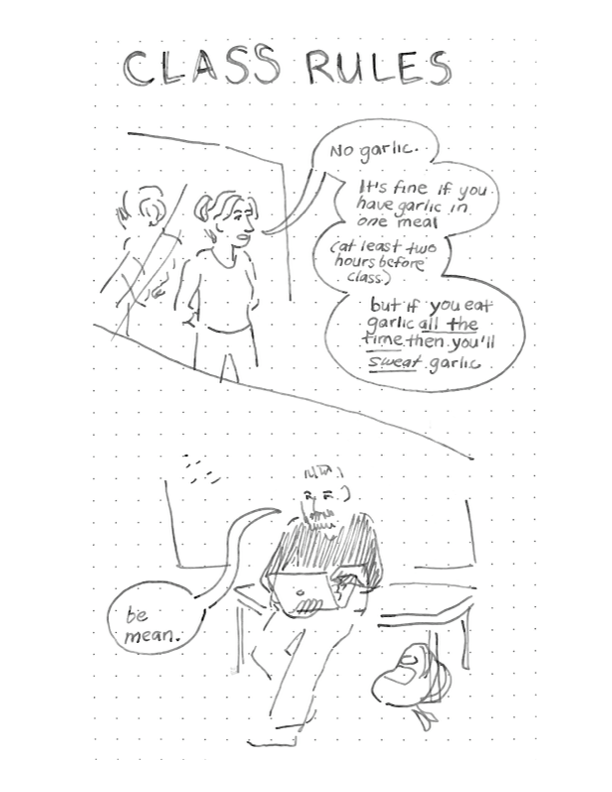 CLASS RULES
No garlic.
It's fine if you
have garlic in
one meal
(at least two
hours before
class)
but if you eat
garlic all the
time then you'll
sweat garlic.
be
mean.